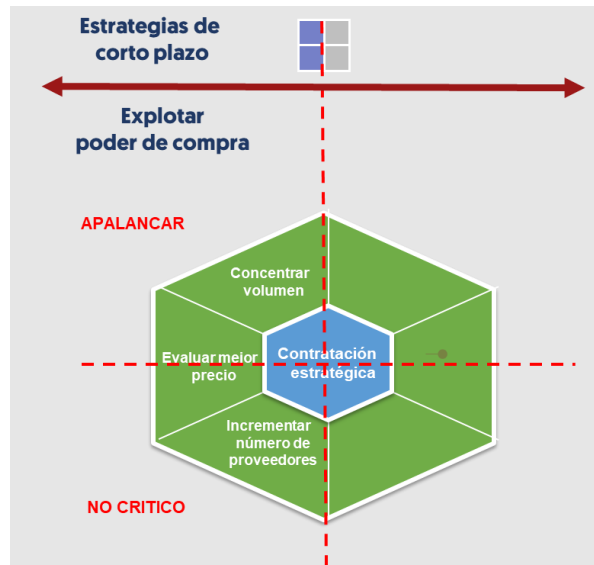 Estrategias de
corto plazo
Explotar
poder de compra
APALANCAR
Concentrar
volumen
Evaluar mejor
precio
Contratación
estratégica
Incrementar
número de
proveedores
NO CRITICO